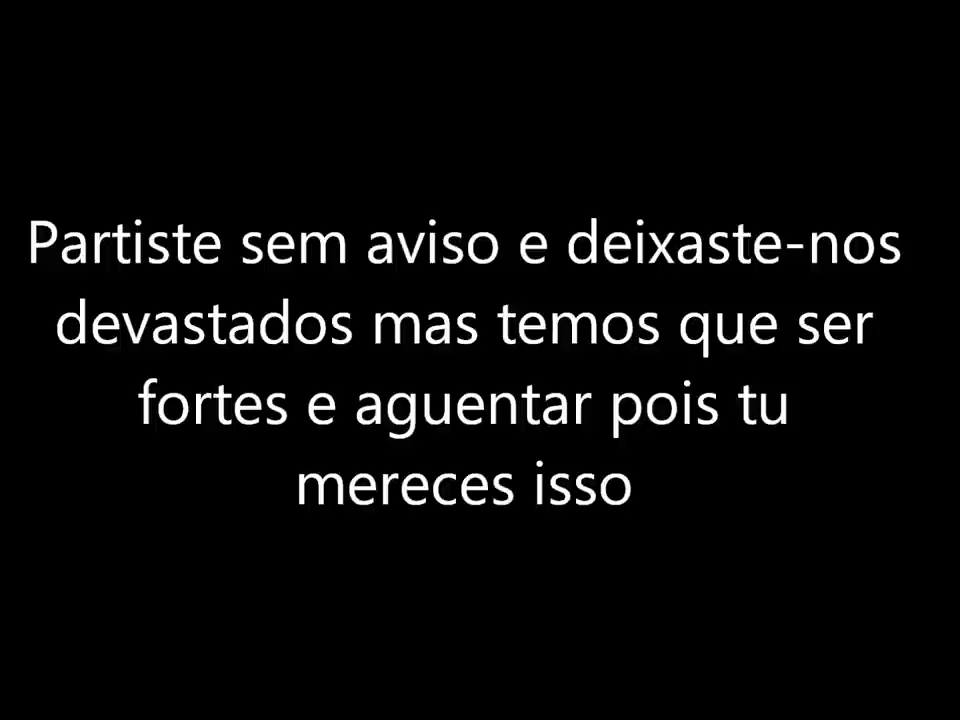 Partiste sem aviso e deixaste-nos
devastados mas temos que ser
fortes e aguentar pois tu
mereces isso